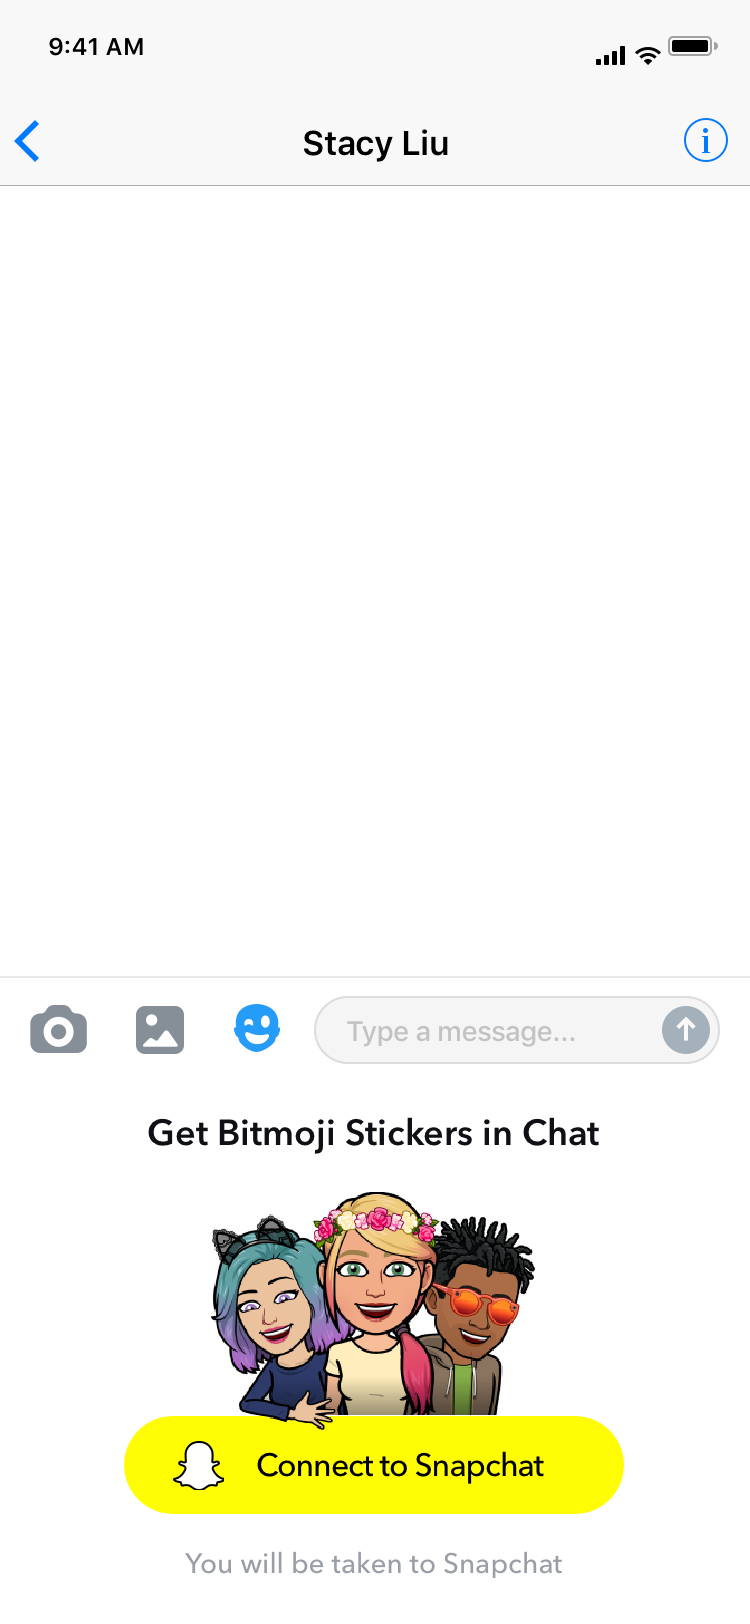 9:41 AM
Stacy Liu
Type a message...
Get Bitmoji Stickers in Chat
Connect to Snapchat
You will be taken to Snapchat